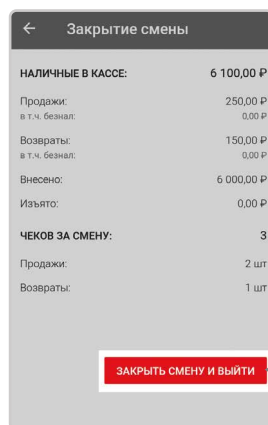 Закрытие смены
НАЛИЧНЫЕ В КАССЕ: 6 100,00 ₽
Продажи: 250,00 ₽
в т.ч. безнал: 0,00 ₽
Возвраты: 150,00 ₽
в т.ч. безнал: 0,00 ₽
Внесено: 6 000,00 ₽
Изъято: 0,00 ₽
ЧЕКОВ ЗА СМЕНУ: 3
Продажи: 2 шт
Возвраты: 1 шт
ЗАКРЫТЬ СМЕНУ И ВЫЙТИ